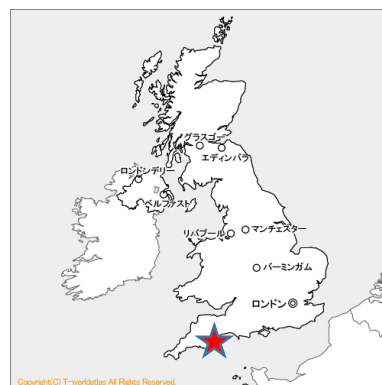 グラスゴー
エディンバラ
ロンドンデリー
ベルファスト
リバプール
マンチェスター
バーミンガム
ロンドン
Copyright(C) T-worldatlas All Rights Reserved.